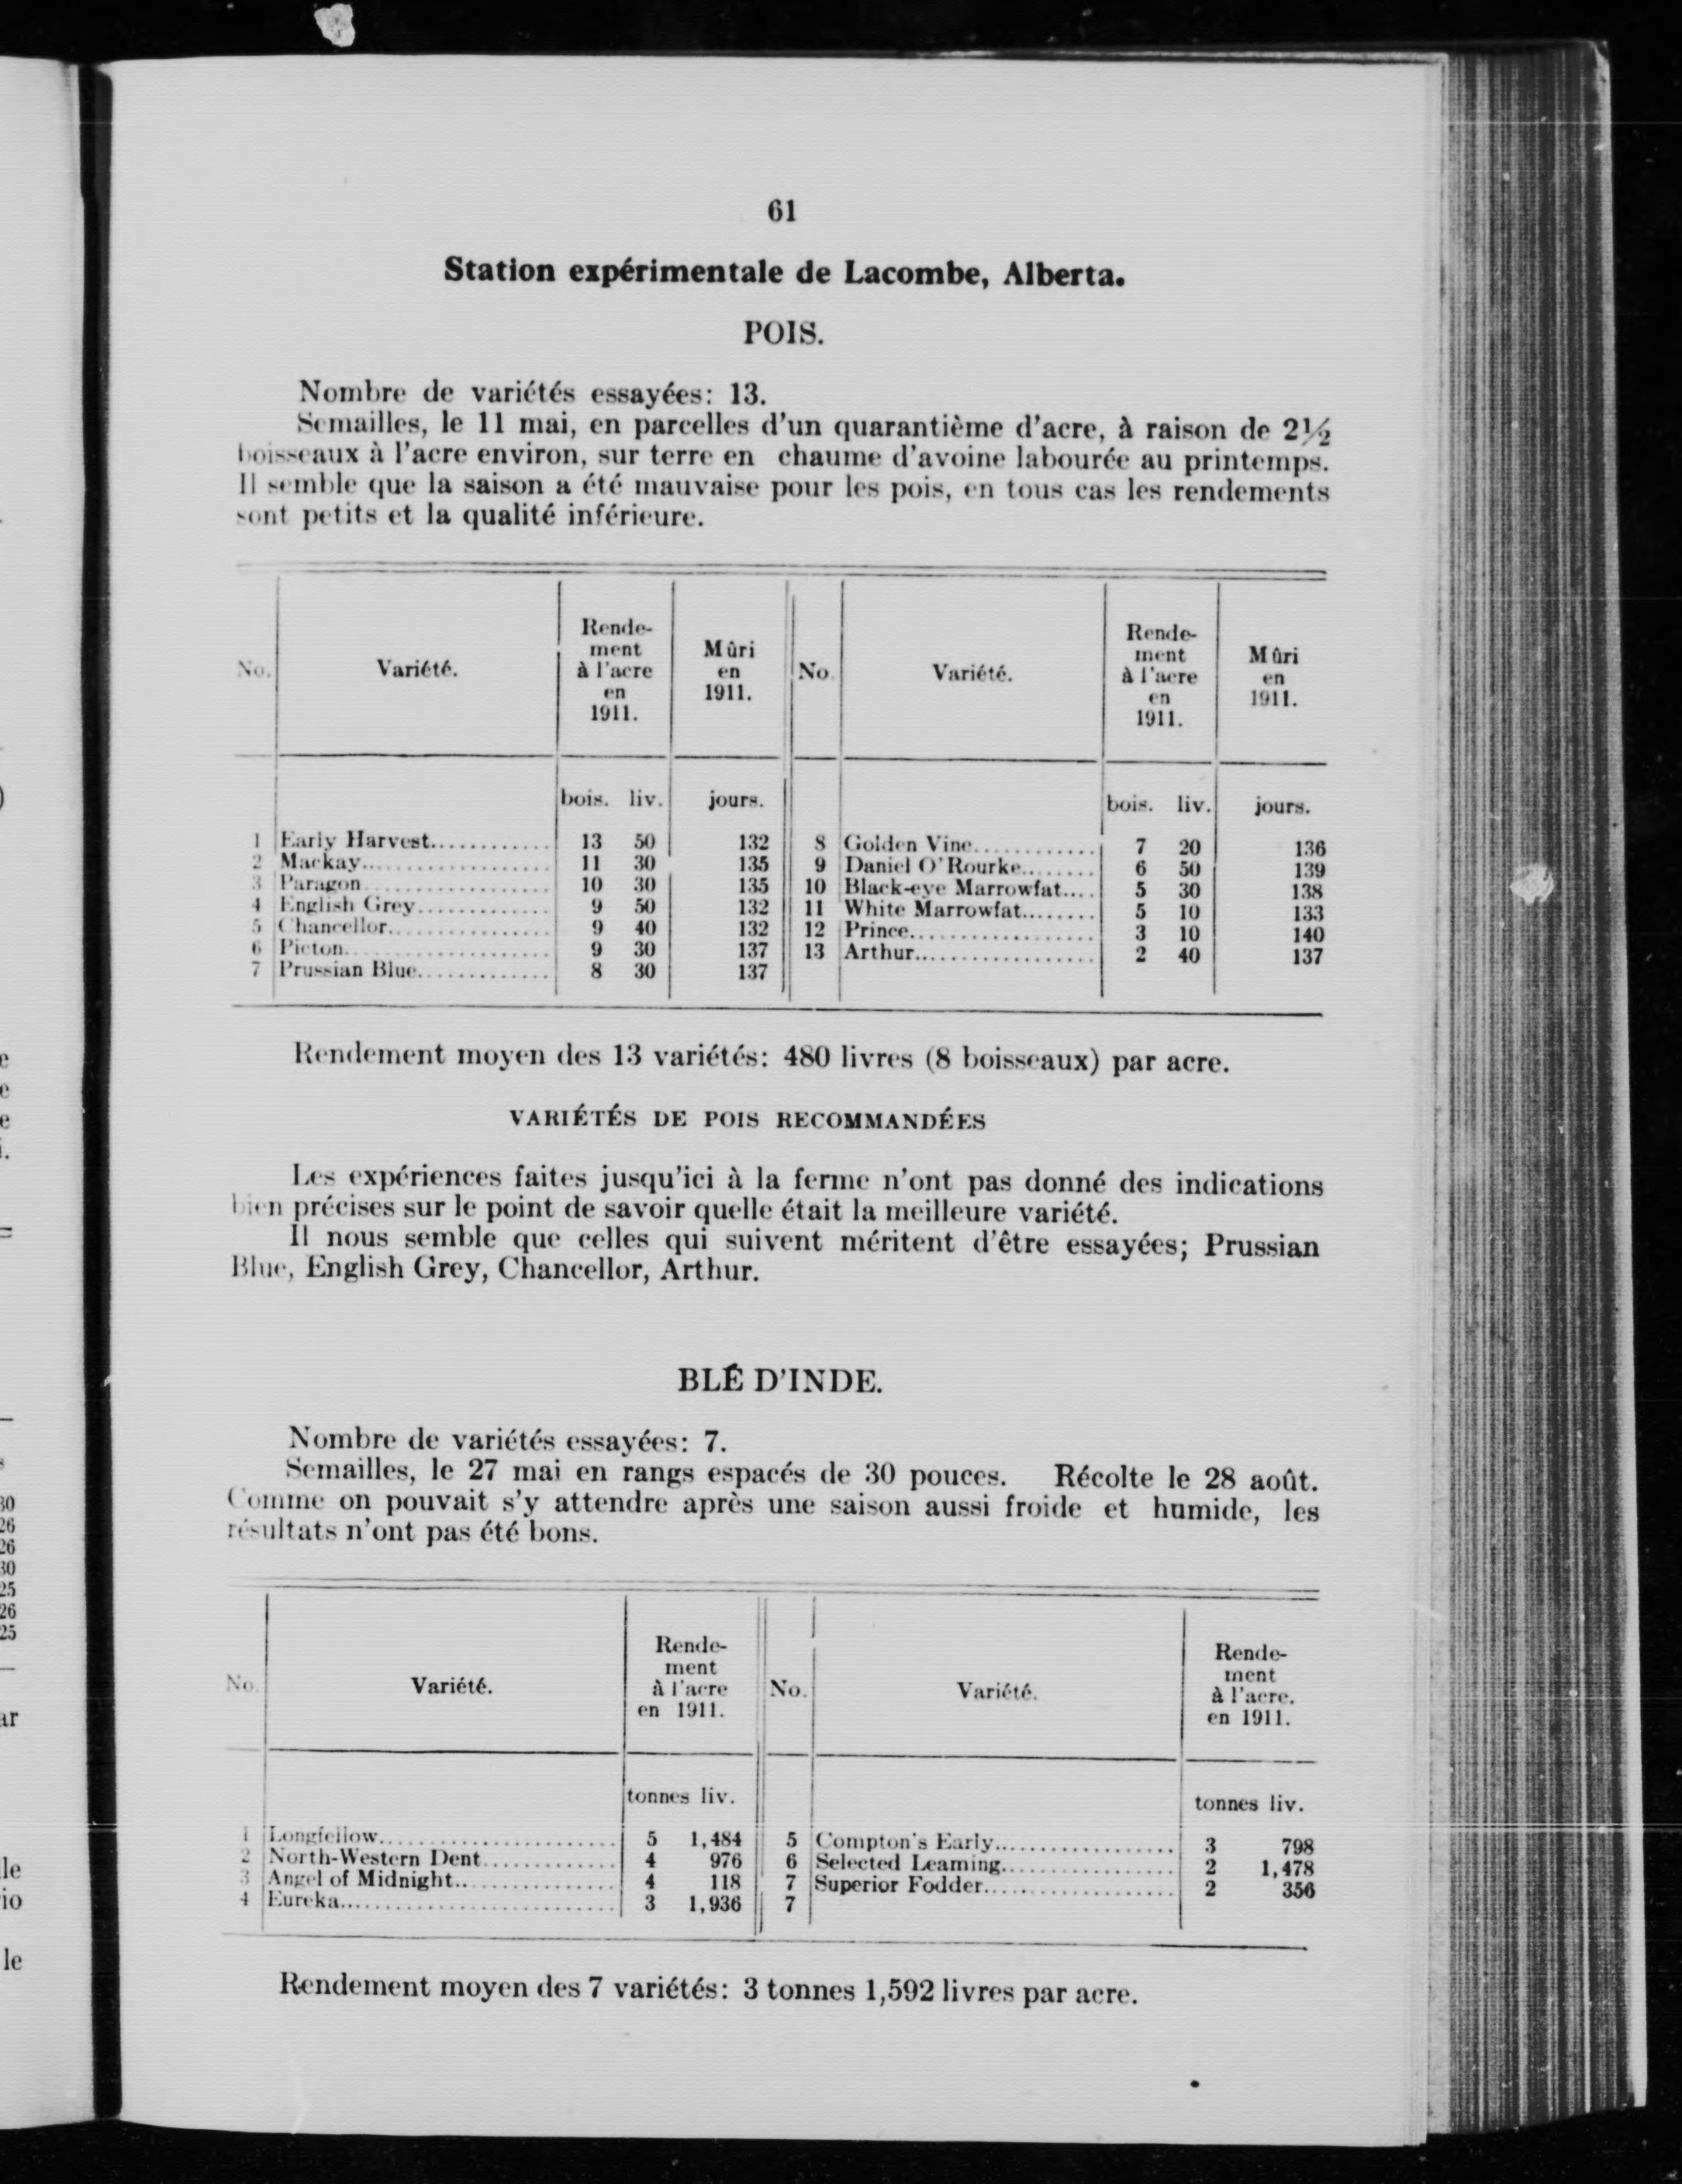 61
Station expérimentale de Lacombe, Alberta.
POIS.
Nombre de variétés essayées: 13.
Semailles, le 11 mai, en parcelles d'un quarantième d'acre, à raison de 2½
boisseaux à l'acre environ, sur terre en chaume d'avoine labourée au printemps.
Il semble que la saison a été mauvaise pour les pois, en tous cas les rendements
sont petits et la qualité inférieure.
No. Variété. Rende-ment à l'acre en 1911. Mûri en 1911. No. Variété. Rende-ment à l'acre en 1911. Mûri en 1911.
bois. liv. jours. bois. liv. jours.
1 Early Harvest............ 13 50 132 8 Golden Vine............ 7 20 136
2 Mackay.................. 11 30 135 9 Daniel O'Rourke........ 6 50 139
3 Paragon................. 10 30 135 10 Black-eye Marrowfat.... 5 30 138
4 English Grey............. 9 50 132 11 White Marrowfat........ 5 10 133
5 Chancellor................ 9 40 132 12 Prince.................. 3 10 140
6 Picton.................... 9 30 137 13 Arthur.................. 2 40 137
7 Prussian Blue............. 8 30 137
Rendement moyen des 13 variétés: 480 livres (8 boisseaux) par acre.
VARIÉTÉS DE POIS RECOMMANDÉES
Les expériences faites jusqu'ici à la ferme n'ont pas donné des indications
bien précises sur le point de savoir quelle était la meilleure variété.
Il nous semble que celles qui suivent méritent d'être essayées; Prussian
Blue, English Grey, Chancellor, Arthur.
BLÉ D'INDE.
Nombre de variétés essayées: 7.
Semailles, le 27 mai en rangs espacés de 30 pouces. Récolte le 28 août.
Comme on pouvait s'y attendre après une saison aussi froide et humide, les
résultats n'ont pas été bons.
No. Variété. Rende-ment à l'acre en 1911. No. Variété. Rende-ment à l'acre. en 1911.
tonnes liv. tonnes liv.
1 Longfellow........................ 5 1,484 5 Compton's Early.................. 3 798
2 North-Western Dent............. 4 976 6 Selected Leaming................. 2 1,478
3 Angel of Midnight................ 4 118 7 Superior Fodder................... 2 356
4 Eureka............................ 3 1,936 7
Rendement moyen des 7 variétés: 3 tonnes 1,592 livres par acre.